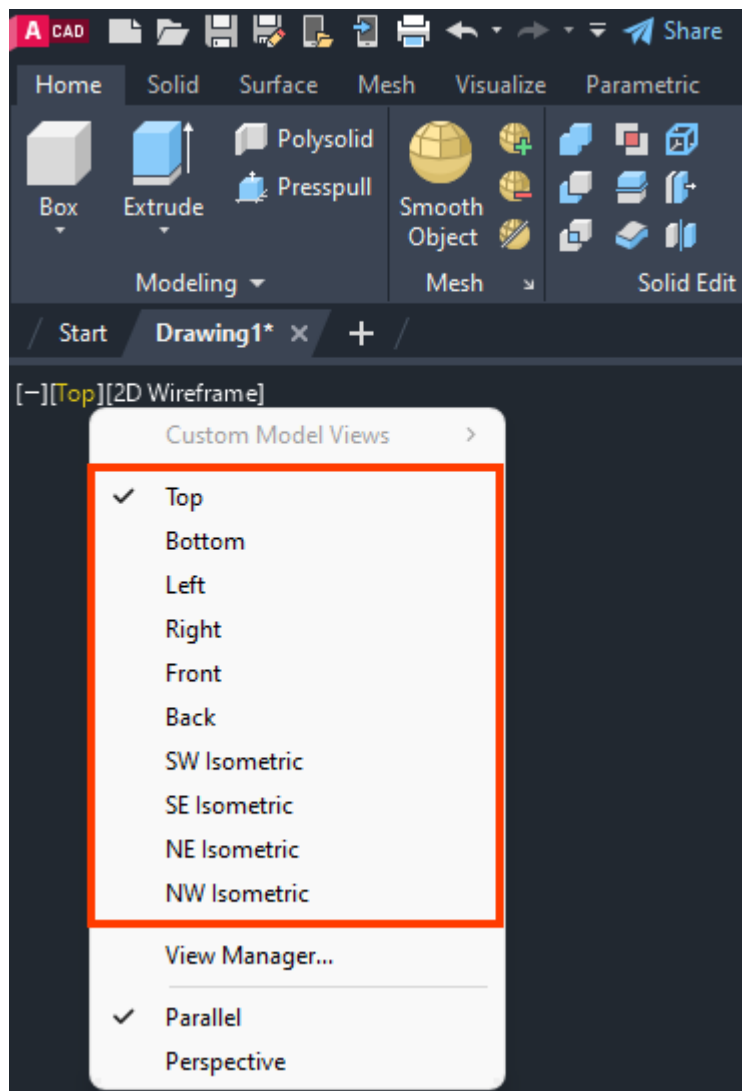 A CAD Share
Home Solid Surface Mesh Visualize Parametric
Polysolid
Presspull
Box Extrude Smooth
Object
Modeling Mesh Solid Edit
Start Drawing1*
[−][Top][2D Wireframe]
Custom Model Views
Top
Bottom
Left
Right
Front
Back
SW Isometric
SE Isometric
NE Isometric
NW Isometric
View Manager...
Parallel
Perspective